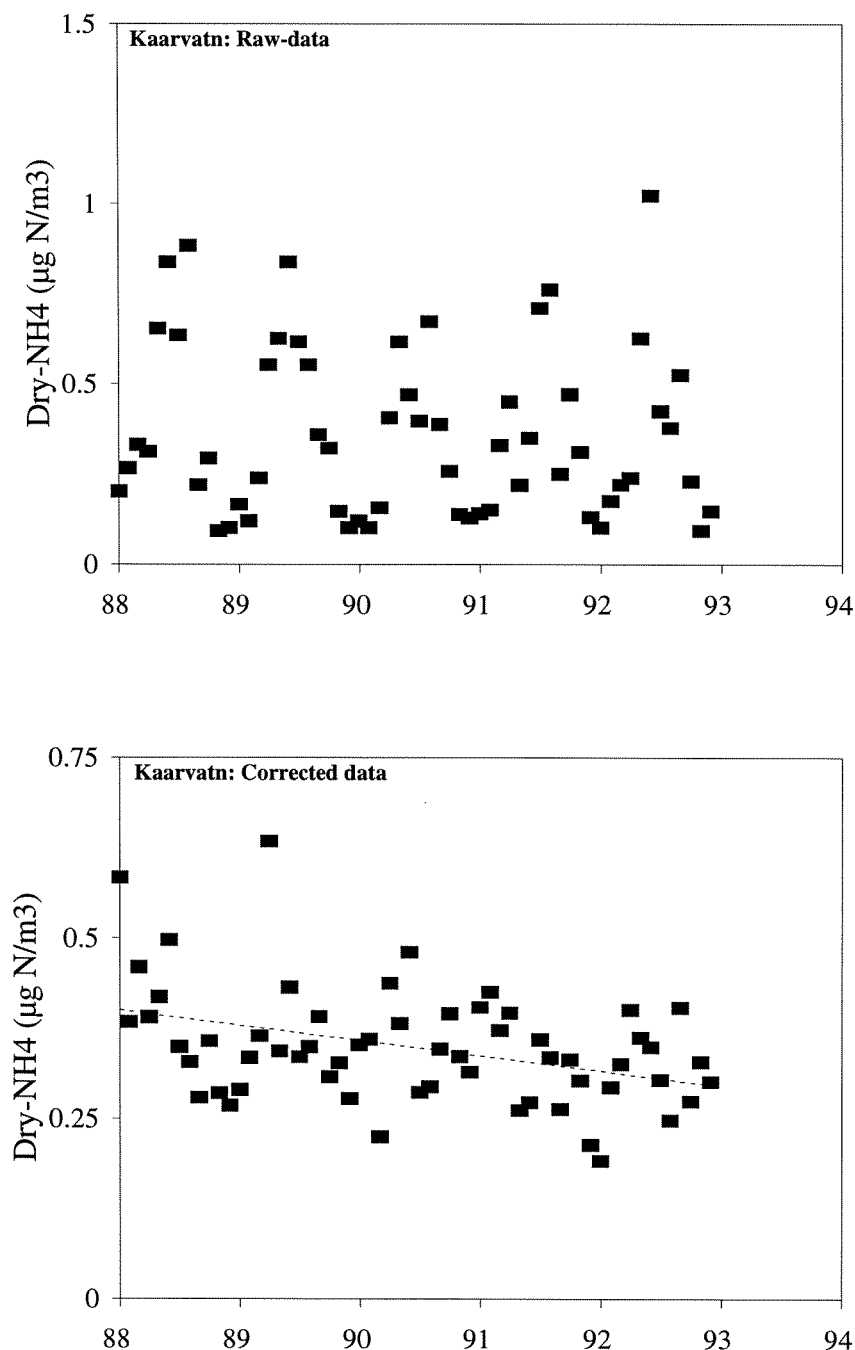 Kaarvatn: Raw-data
Dry-NH4 (µg N/m3)
1.5
1
0.5
0
88 89 90 91 92 93 94
Kaarvatn: Corrected data
Dry-NH4 (µg N/m3)
0.75
0.5
0.25
0
88 89 90 91 92 93 94